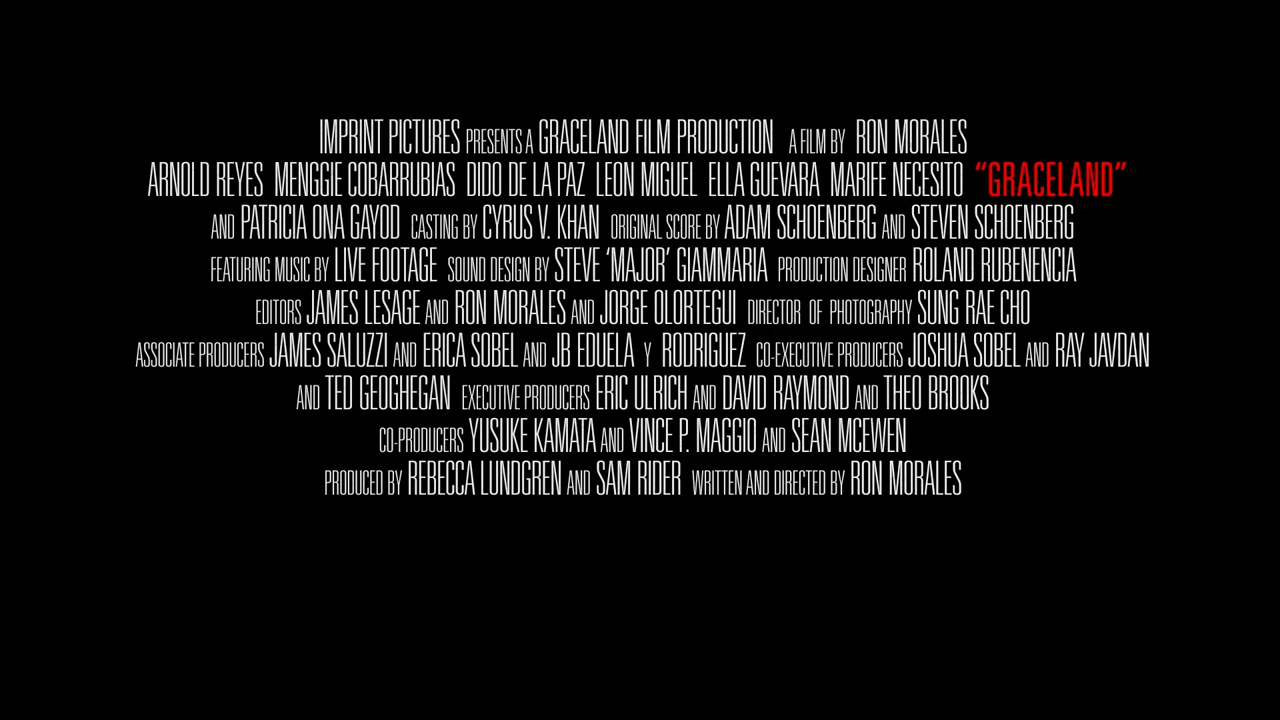 IMPRINT PICTURES PRESENTS A GRACELAND FILM PRODUCTION A FILM BY RON MORALES
ARNOLD REYES MENGGIE COBARRUBIAS DIDO DE LA PAZ LEON MIGUEL ELLA GUEVARA MARIFE NECESITO “GRACELAND”
AND PATRICIA ONA GAYOD CASTING BY CYRUS V. KHAN ORIGINAL SCORE BY ADAM SCHOENBERG AND STEVEN SCHOENBERG
FEATURING MUSIC BY LIVE FOOTAGE SOUND DESIGN BY STEVE ‘MAJOR’ GIAMMARIA PRODUCTION DESIGNER ROLAND RUBENENCIA
EDITORS JAMES LESAGE AND RON MORALES AND JORGE OLORTEGUI DIRECTOR OF PHOTOGRAPHY SUNG RAE CHO
ASSOCIATE PRODUCERS JAMES SALUZZI AND ERICA SOBEL AND JB EDUELA Y RODRIGUEZ CO-EXECUTIVE PRODUCERS JOSHUA SOBEL AND RAY JAVDAN
AND TED GEOGHEGAN EXECUTIVE PRODUCERS ERIC ULRICH AND DAVID RAYMOND AND THEO BROOKS
CO-PRODUCERS YUSUKE KAMATA AND VINCE P. MAGGIO AND SEAN MCEWEN
PRODUCED BY REBECCA LUNDGREN AND SAM RIDER WRITTEN AND DIRECTED BY RON MORALES